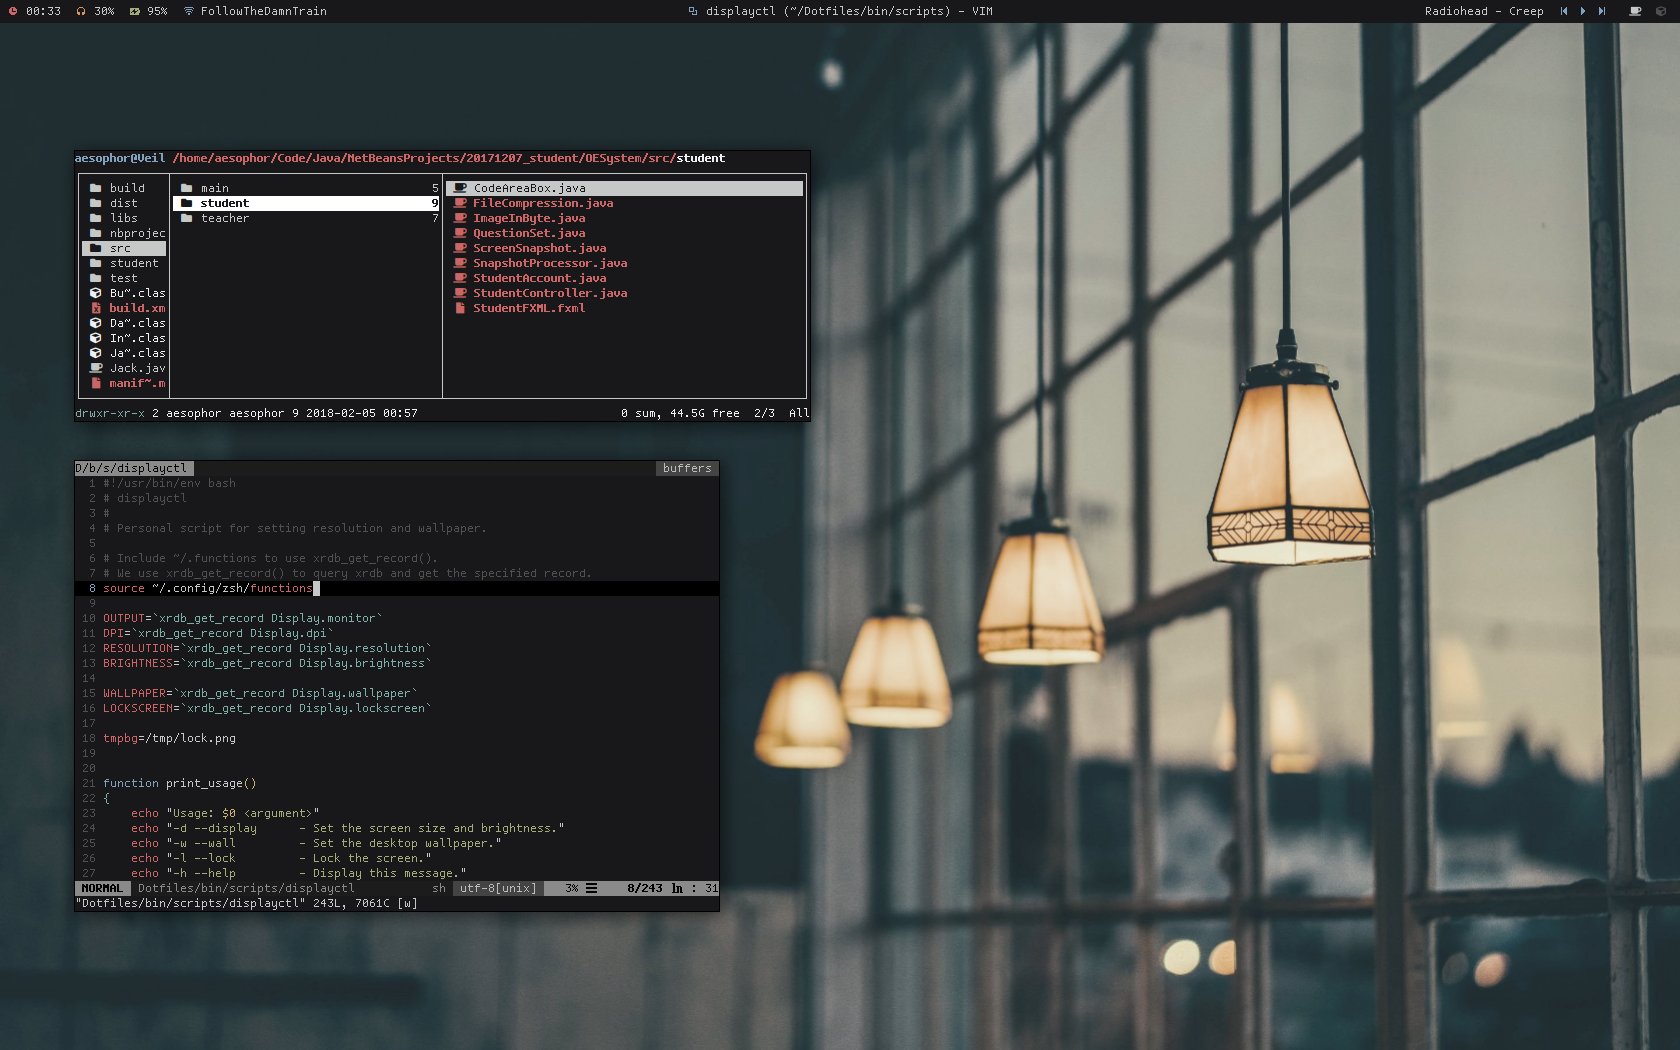 00:33 30% 95% FollowTheDamnTrain displayctl (~/Dotfiles/bin/scripts) - VIM Radiohead - Creep
aesophor@Veil /home/aesophor/Code/Java/NetBeansProjects/20171207_student/OESystem/src/student
build main 5 CodeAreaBox.java
dist student 9 FileCompression.java
libs teacher 7 ImageInByte.java
nbprojec QuestionSet.java
src ScreenSnapshot.java
student SnapshotProcessor.java
test StudentAccount.java
Bu~.clas StudentController.java
build.xm StudentFXML.fxml
Da~.clas
In~.clas
Ja~.clas
Jack.jav
manif~.m
drwxr-xr-x 2 aesophor aesophor 9 2018-02-05 00:57 0 sum, 44.5G free 2/3 All
D/b/s/displayctl buffers
1 #!/usr/bin/env bash
2 # displayctl
3 #
4 # Personal script for setting resolution and wallpaper.
5
6 # Include ~/.functions to use xrdb_get_record().
7 # We use xrdb_get_record() to query xrdb and get the specified record.
8 source ~/.config/zsh/functions
9
10 OUTPUT=`xrdb_get_record Display.monitor`
11 DPI=`xrdb_get_record Display.dpi`
12 RESOLUTION=`xrdb_get_record Display.resolution`
13 BRIGHTNESS=`xrdb_get_record Display.brightness`
14
15 WALLPAPER=`xrdb_get_record Display.wallpaper`
16 LOCKSCREEN=`xrdb_get_record Display.lockscreen`
17
18 tmpbg=/tmp/lock.png
19
20
21 function print_usage()
22 {
23     echo "Usage: $0 <argument>"
24     echo "-d --display      - Set the screen size and brightness."
25     echo "-w --wall         - Set the desktop wallpaper."
26     echo "-l --lock         - Lock the screen."
27     echo "-h --help         - Display this message."
NORMAL Dotfiles/bin/scripts/displayctl sh utf-8[unix] 3% ☰ 8/243 ln : 31
"Dotfiles/bin/scripts/displayctl" 243L, 7061C [w]